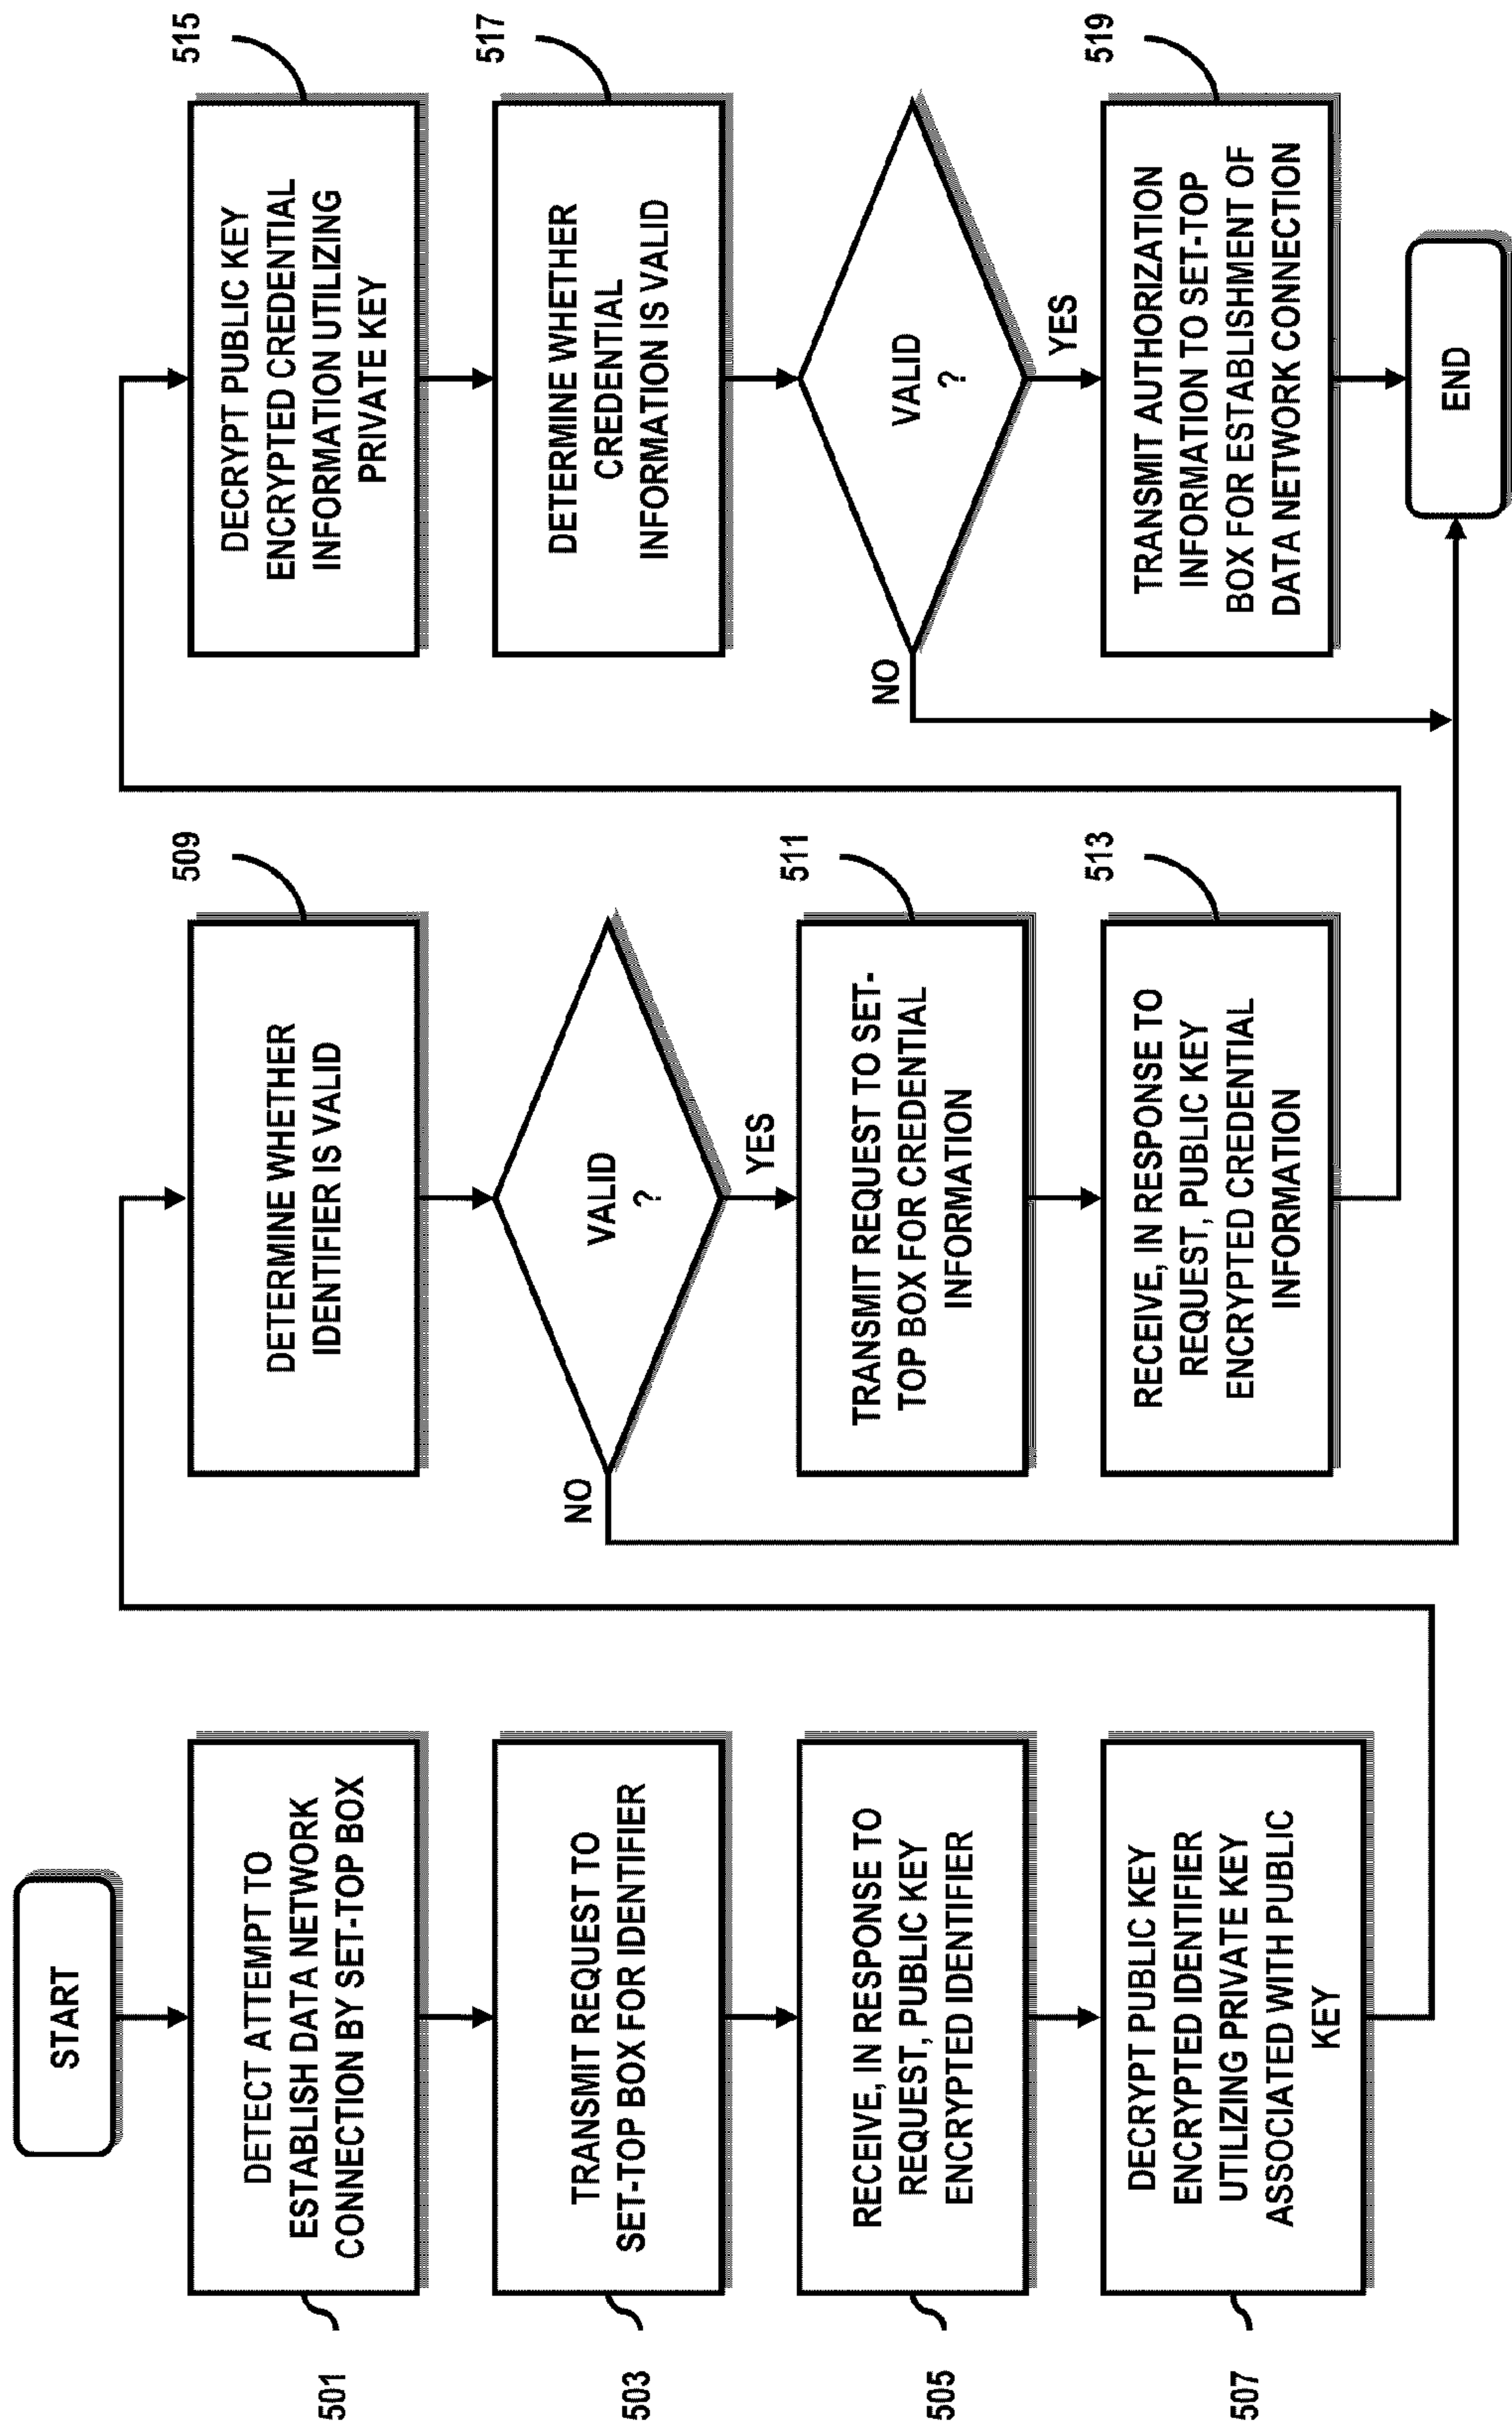 START
DETECT ATTEMPT TO
ESTABLISH DATA NETWORK
CONNECTION BY SET-TOP BOX
501
TRANSMIT REQUEST TO
SET-TOP BOX FOR IDENTIFIER
503
RECEIVE, IN RESPONSE TO
REQUEST, PUBLIC KEY
ENCRYPTED IDENTIFIER
505
DECRYPT PUBLIC KEY
ENCRYPTED IDENTIFIER
UTILIZING PRIVATE KEY
ASSOCIATED WITH PUBLIC
KEY
507
509
DETERMINE WHETHER
IDENTIFIER IS VALID
VALID
?
NO
YES
511
TRANSMIT REQUEST TO SET-
TOP BOX FOR CREDENTIAL
INFORMATION
513
RECEIVE, IN RESPONSE TO
REQUEST, PUBLIC KEY
ENCRYPTED CREDENTIAL
INFORMATION
515
DECRYPT PUBLIC KEY
ENCRYPTED CREDENTIAL
INFORMATION UTILIZING
PRIVATE KEY
517
DETERMINE WHETHER
CREDENTIAL
INFORMATION IS VALID
VALID
?
NO
YES
519
TRANSMIT AUTHORIZATION
INFORMATION TO SET-TOP
BOX FOR ESTABLISHMENT OF
DATA NETWORK CONNECTION
END